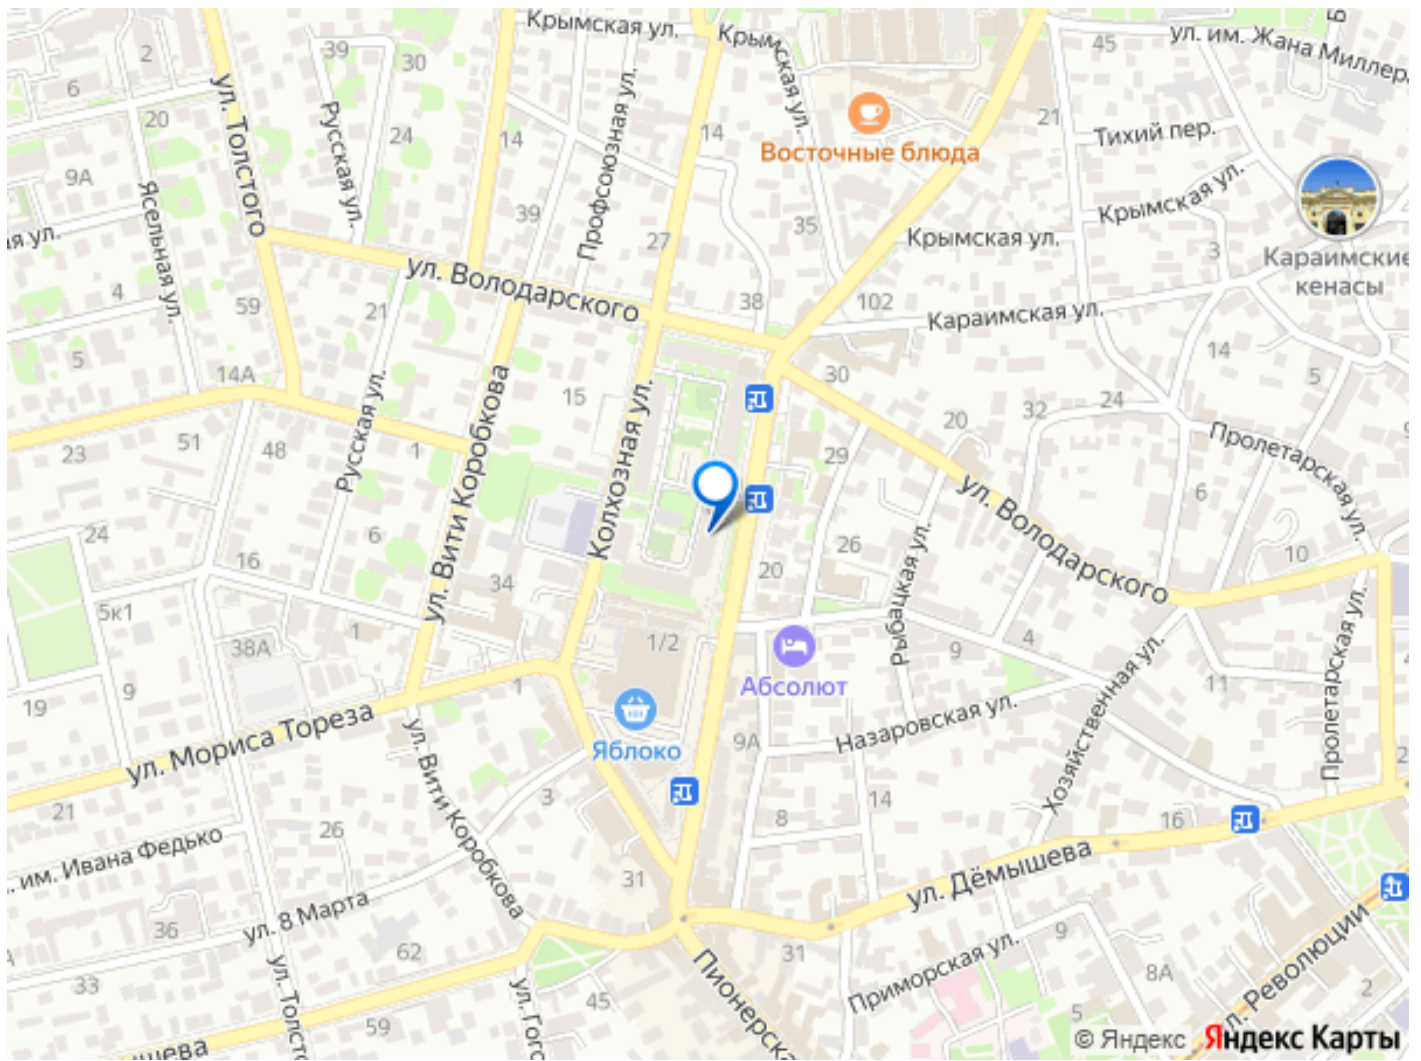 Крымская ул.
Крымская ул.
45
ул. им. Жана Миллера
Б
39
30
2
6
20
ул. Толстого
Русская ул.
24
14
Профсоюзная ул.
14
21
Тихий пер.
Восточные блюда
9А
Ясельная ул.
39
27
35
Крымская ул.
Крымская ул.
3
Караимские
кенасы
я ул.
4
59
21
ул. Володарского
38
102
Караимская ул.
5
14А
15
30
14
5
23
51
48
Русская ул.
1
ул. Вити Коробкова
Колхозная ул.
29
20
32
24
Пролетарская ул.
6
24
16
6
34
26
20
Рыбацкая ул.
ул. Володарского
10
5к1
1
38А
1/2
9
4
Абсолют
11
Пролетарская ул.
19
9
1
ул. Мориса Тореза
Яблоко
9А
Назаровская ул.
Хозяйственная ул.
21
ул. Вити Коробкова
3
8
14
16
2
26
. им. Ивана Федько
31
ул. Дёмышева
36
ул. 8 Марта
62
31
9
Пионерска
Приморская ул.
8А
ул. Революции
33
ул. Толсто
59
ул. Гого
45
5
2
ышева
© Яндекс Яндекс Карты